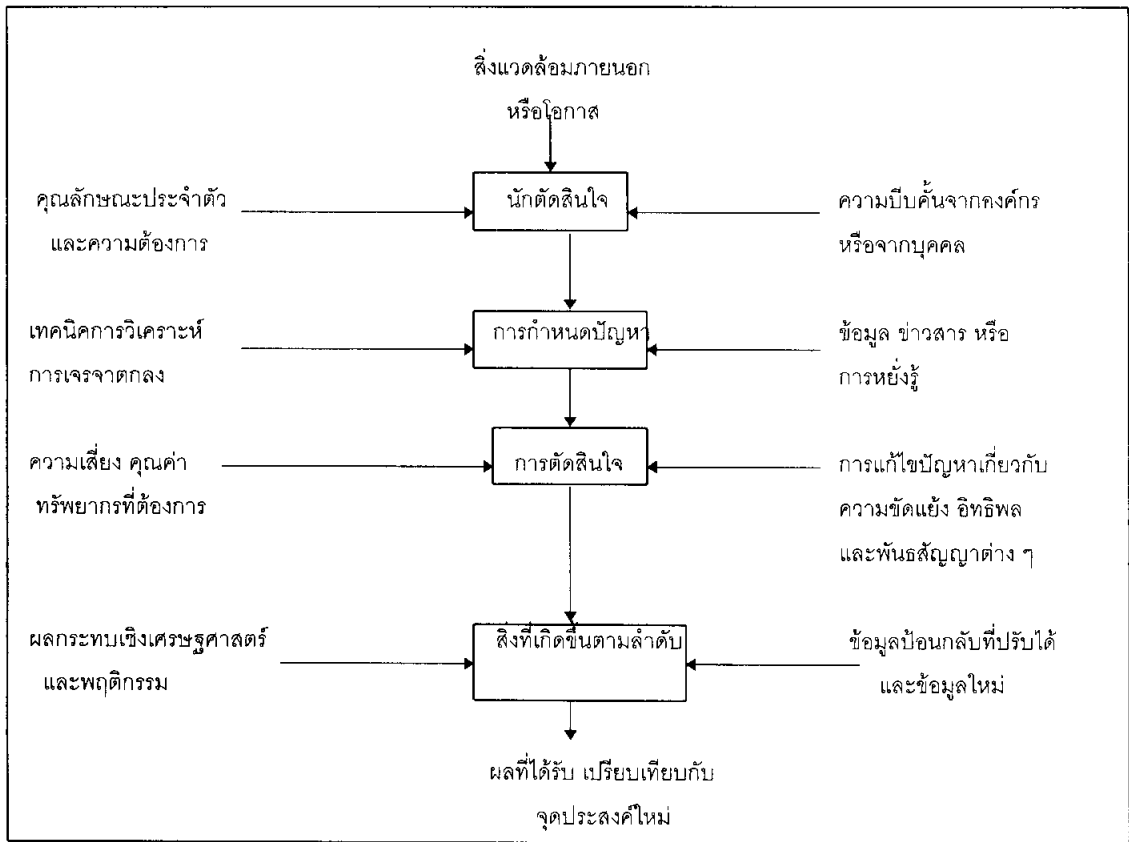 สิ่งแวดล้อมภายนอก
หรือโอกาส
คุณลักษณะประจำตัว
และความต้องการ
นักตัดสินใจ
ความบีบคั้นจากองค์กร
หรือจากบุคคล
เทคนิคการวิเคราะห์
การเจรจาตกลง
การกำหนดปัญหา
ข้อมูล ข่าวสาร หรือ
การหยั่งรู้
ความเสี่ยง คุณค่า
ทรัพยากรที่ต้องการ
การตัดสินใจ
การแก้ไขปัญหาเกี่ยวกับ
ความขัดแย้ง อิทธิพล
และพันธสัญญาต่าง ๆ
ผลกระทบเชิงเศรษฐศาสตร์
และพฤติกรรม
สิ่งที่เกิดขึ้นตามลำดับ
ข้อมูลป้อนกลับที่ปรับได้
และข้อมูลใหม่
ผลที่ได้รับ เปรียบเทียบกับ
จุดประสงค์ใหม่